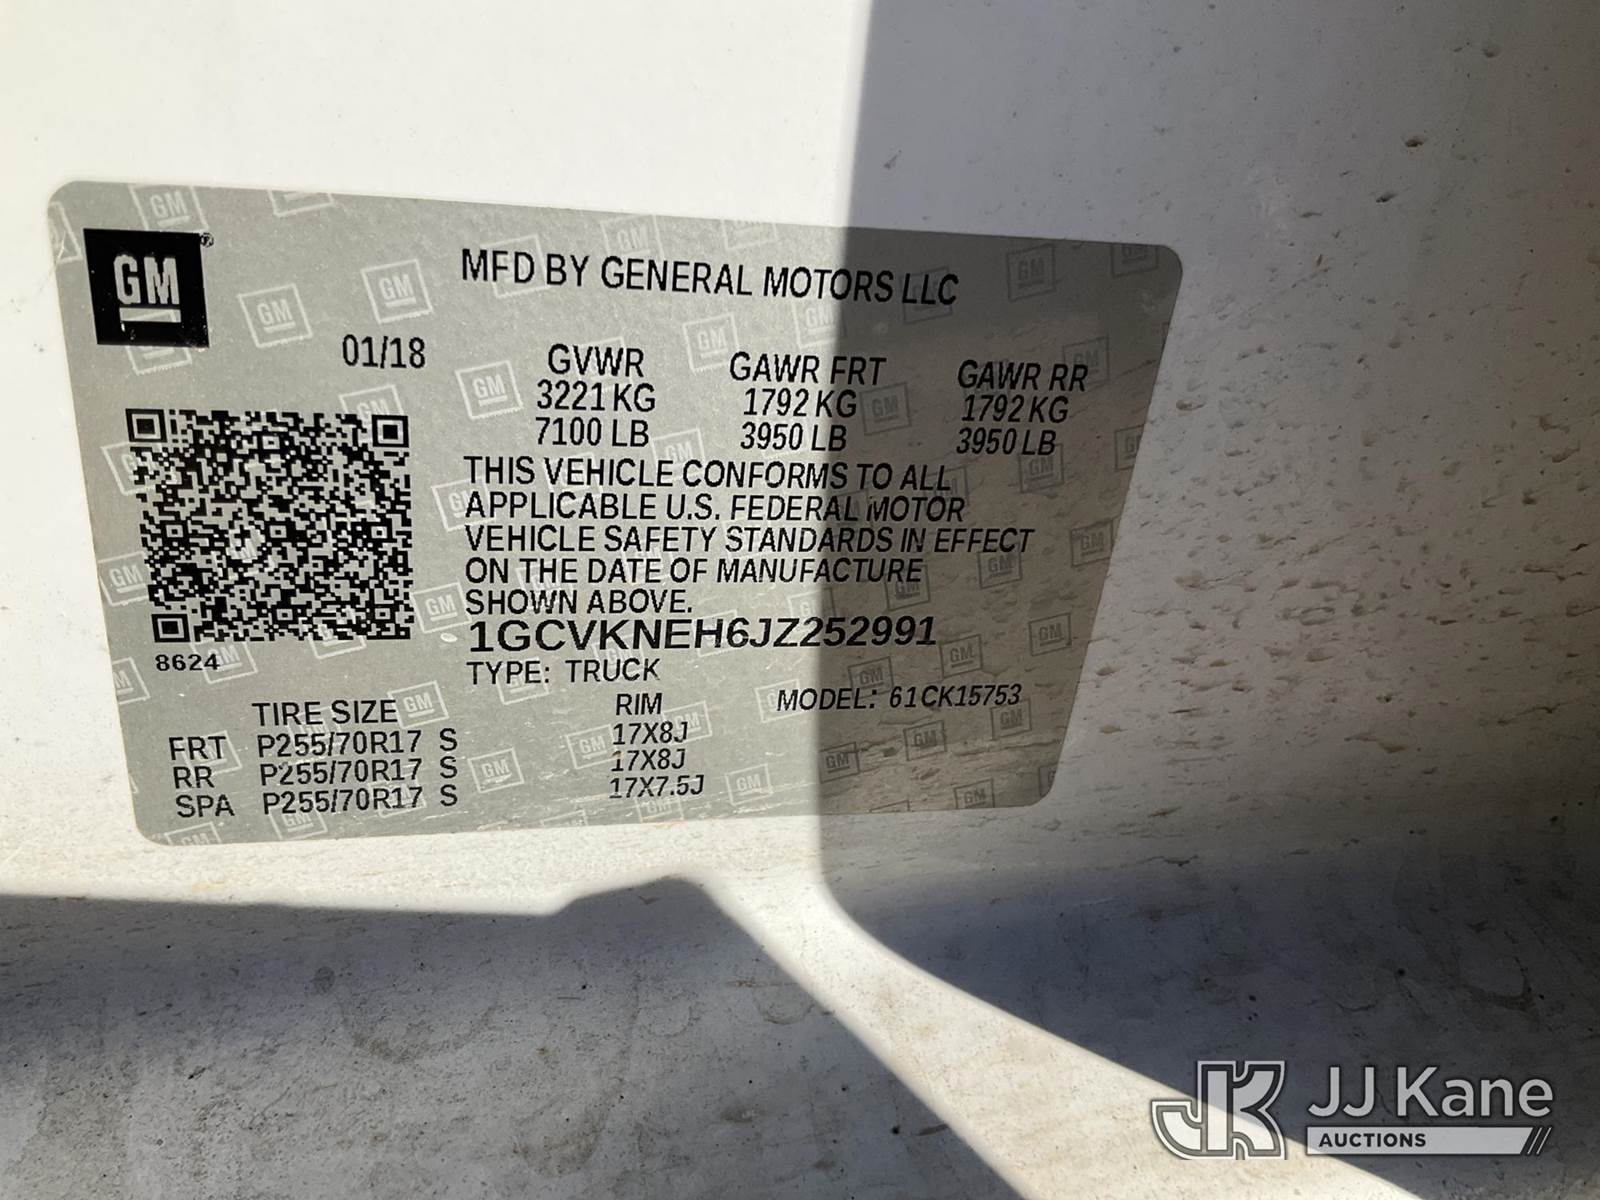 GM
MFD BY GENERAL MOTORS LLC
01/18
GVWR GAWR FRT GAWR RR
3221 KG 1792 KG 1792 KG
7100 LB 3950 LB 3950 LB
THIS VEHICLE CONFORMS TO ALL
APPLICABLE U.S. FEDERAL MOTOR
VEHICLE SAFETY STANDARDS IN EFFECT
ON THE DATE OF MANUFACTURE
SHOWN ABOVE.
1GCVKNEH6JZ252991
8624
TYPE: TRUCK
MODEL: 61CK15753
TIRE SIZE RIM
FRT P255/70R17 S 17X8J
RR P255/70R17 S 17X8J
SPA P255/70R17 S 17X7.5J
JK JJ Kane
AUCTIONS